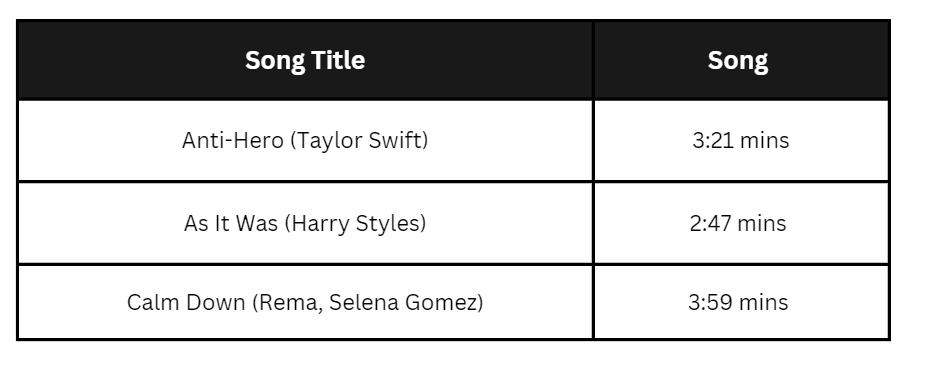 Song Title Song
Anti-Hero (Taylor Swift) 3:21 mins
As It Was (Harry Styles) 2:47 mins
Calm Down (Rema, Selena Gomez) 3:59 mins